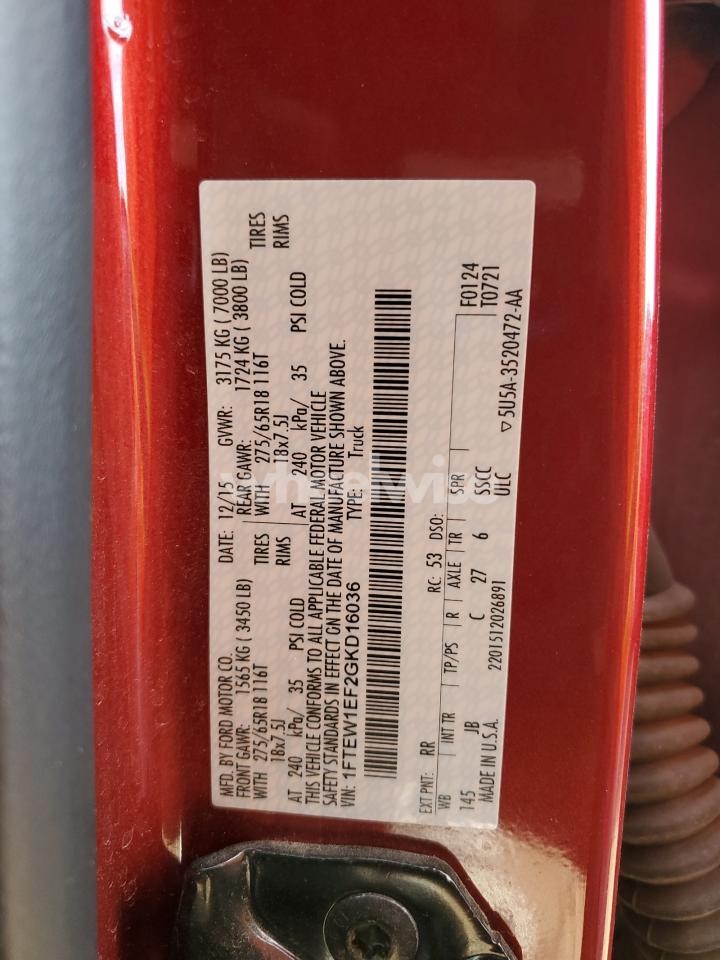 MFD. BY FORD MOTOR CO. DATE: 12/15 GVWR: 3175 KG ( 7000 LB)
FRONT GAWR: 1565 KG ( 3450 LB) REAR GAWR: 1724 KG ( 3800 LB)
WITH 275/65R18 116T TIRES WITH 275/65R18 116T TIRES
18x7.5J RIMS 18x7.5J RIMS
AT 240 kPa/ 35 PSI COLD AT 240 kPa/ 35 PSI COLD
THIS VEHICLE CONFORMS TO ALL APPLICABLE FEDERAL MOTOR VEHICLE
SAFETY STANDARDS IN EFFECT ON THE DATE OF MANUFACTURE SHOWN ABOVE.
VIN: 1FTEW1EF2GKD16036 TYPE: Truck
EXT PNT: RR RC: 53 DSO:
WB INT TR TP/PS R AXLE TR SPR F0124
145 JB C 27 6 SSCC T0721
MADE IN U.S.A. 2201512026891 ULC ▽5U5A-3520472-AA
wheelwise